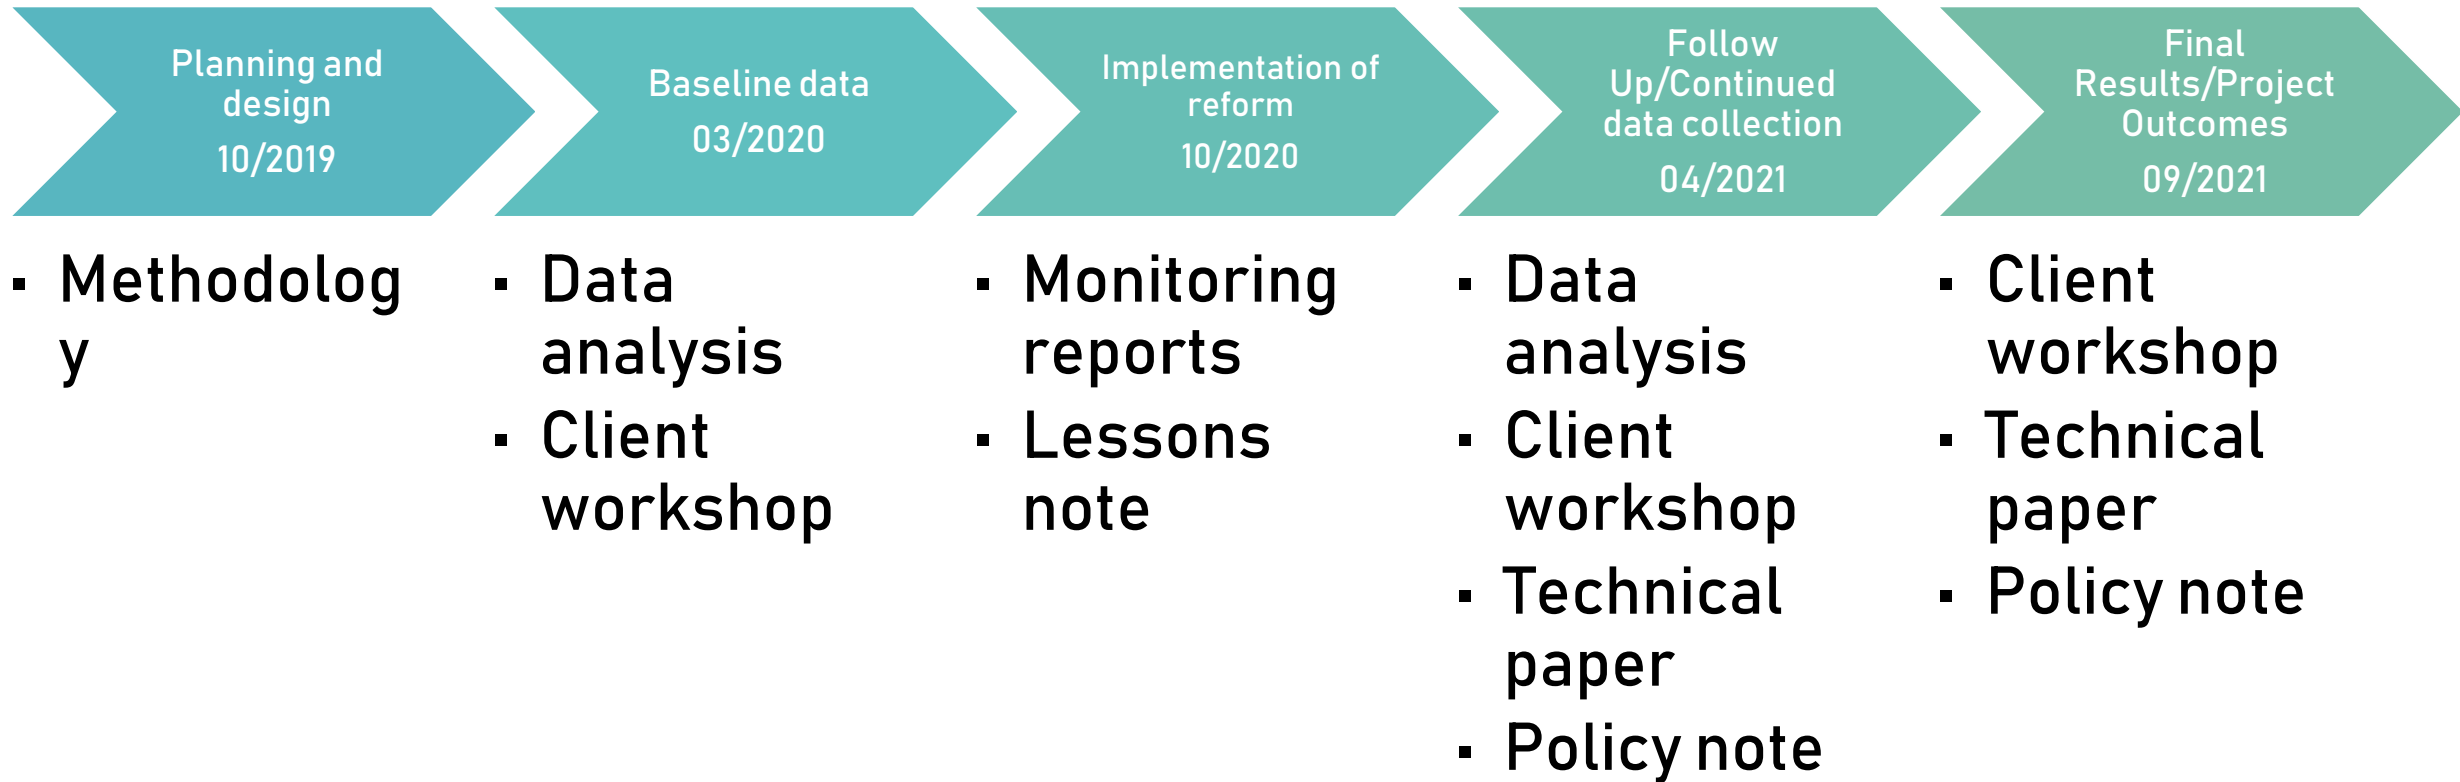 Planning and
design
10/2019
Baseline data
03/2020
Implementation of
reform
10/2020
Follow
Up/Continued
data collection
04/2021
Final
Results/Project
Outcomes
09/2021
▪ Methodolog
y
▪ Data
analysis
▪ Client
workshop
▪ Monitoring
reports
▪ Lessons
note
▪ Data
analysis
▪ Client
workshop
▪ Technical
paper
▪ Policy note
▪ Client
workshop
▪ Technical
paper
▪ Policy note